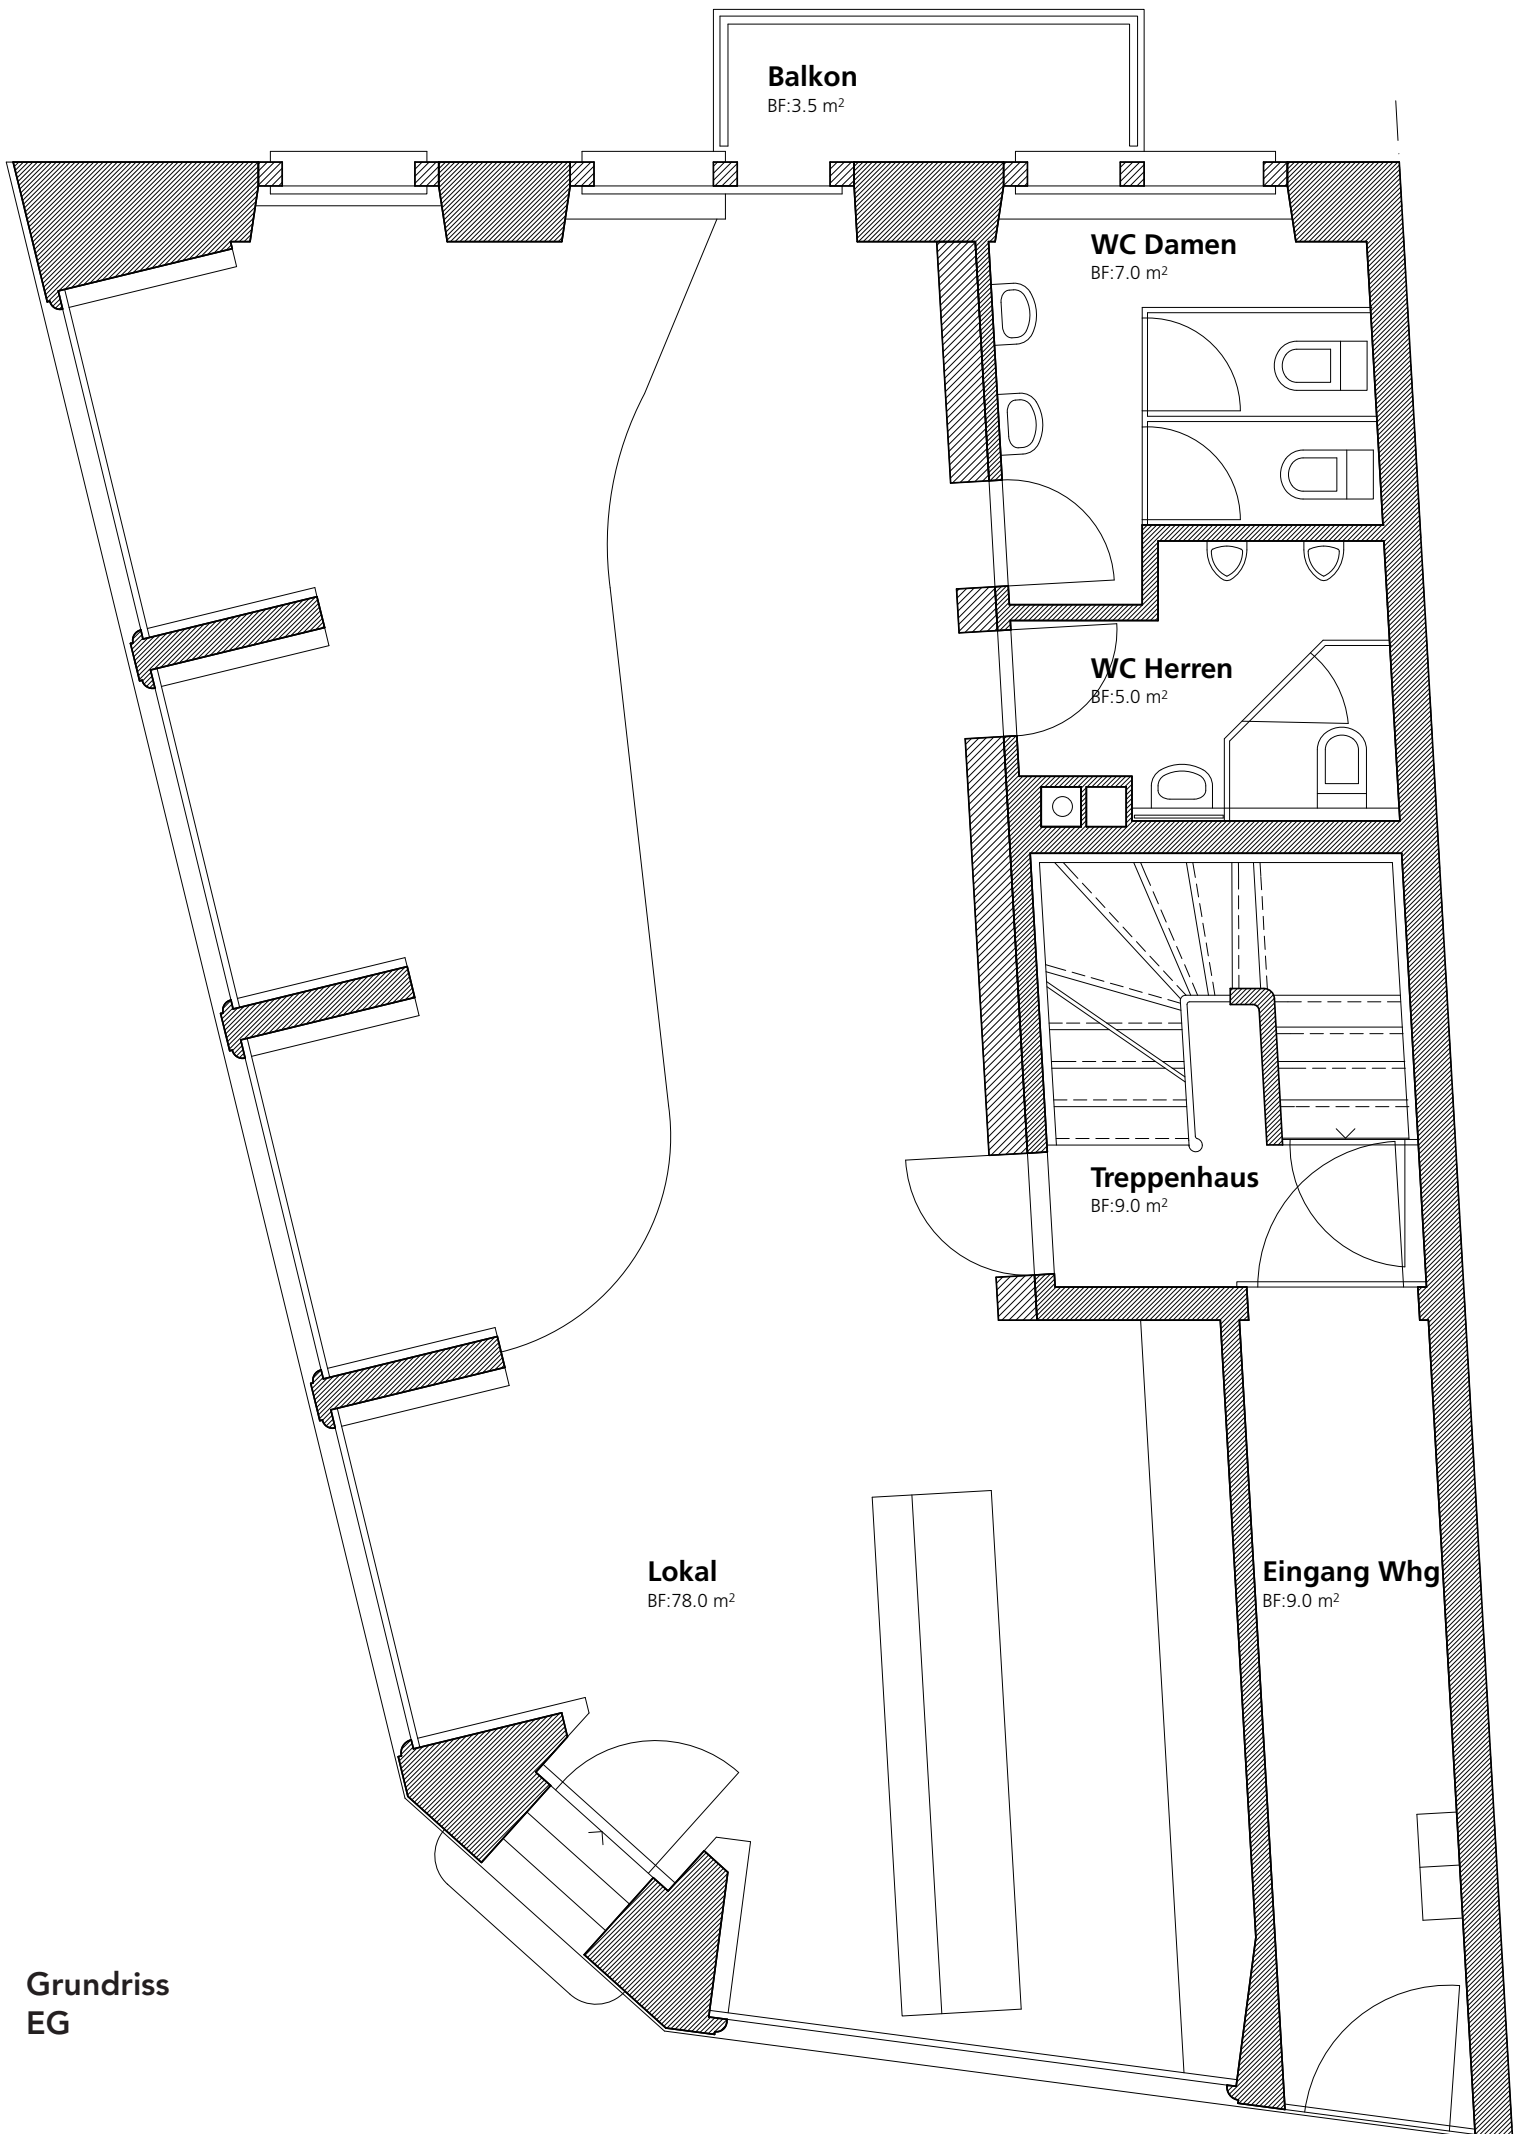 Balkon
BF:3.5 m²
WC Damen
BF:7.0 m²
WC Herren
BF:5.0 m²
Treppenhaus
BF:9.0 m²
Lokal
BF:78.0 m²
Eingang Whg
BF:9.0 m²
Grundriss
EG